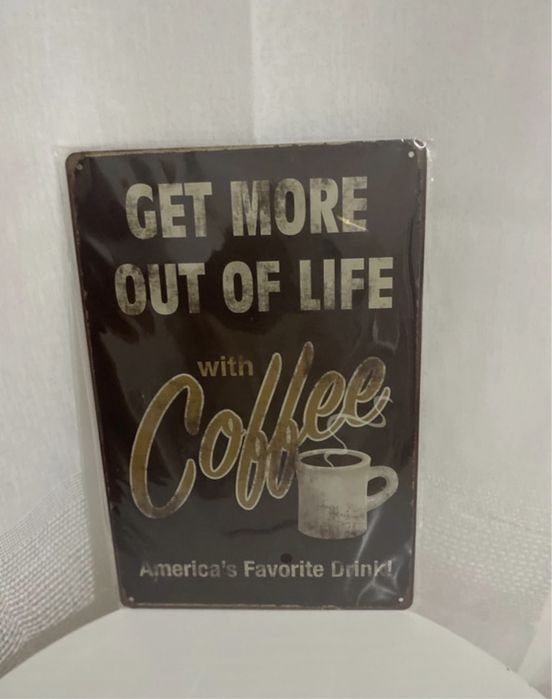 GET MORE
OUT OF LIFE
with
Coffee
America's Favorite Drink!